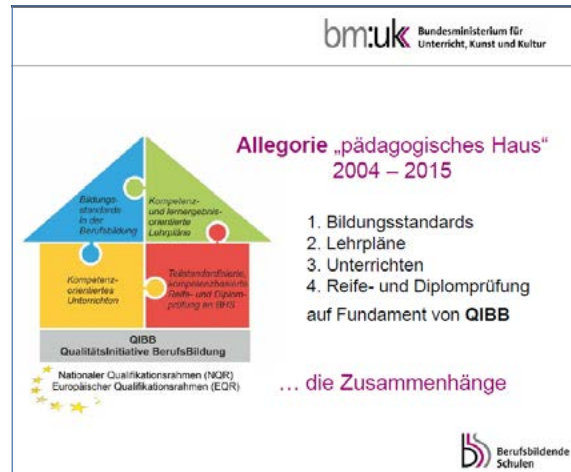 bm:ukk Bundesministerium für
Unterricht, Kunst und Kultur
Allegorie „pädagogisches Haus“
2004 – 2015
Bildungs-
standards
in der
Berufsbildung
Kompetenz-
und lernergebnis-
orientierte
Lehrpläne
Kompetenz-
orientiertes
Unterrichten
Teilstandardisierte,
kompetenzbasierte
Reife- und Diplom-
prüfung an BHS
QIBB
QualitätsInitiative BerufsBildung
Nationaler Qualifikationsrahmen (NQR)
Europäischer Qualifikationsrahmen (EQR)
1. Bildungsstandards
2. Lehrpläne
3. Unterrichten
4. Reife- und Diplomprüfung
auf Fundament von QIBB
… die Zusammenhänge
bbs Berufsbildende
Schulen